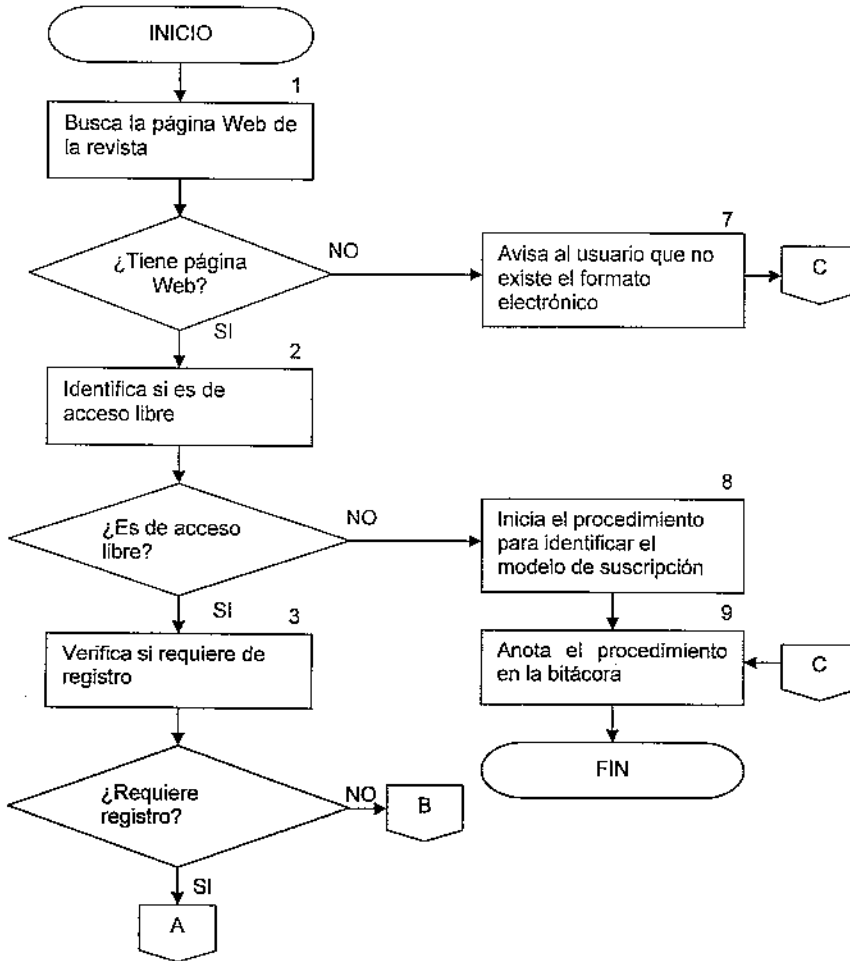 INICIO
1
Busca la página Web de
la revista
¿Tiene página
Web?
NO
SI
7
Avisa al usuario que no
existe el formato
electrónico
C
2
Identifica si es de
acceso libre
¿Es de acceso
libre?
NO
SI
8
Inicia el procedimiento
para identificar el
modelo de suscripción
3
Verifica si requiere de
registro
9
Anota el procedimiento
en la bitácora
C
FIN
¿Requiere
registro?
NO
B
SI
A